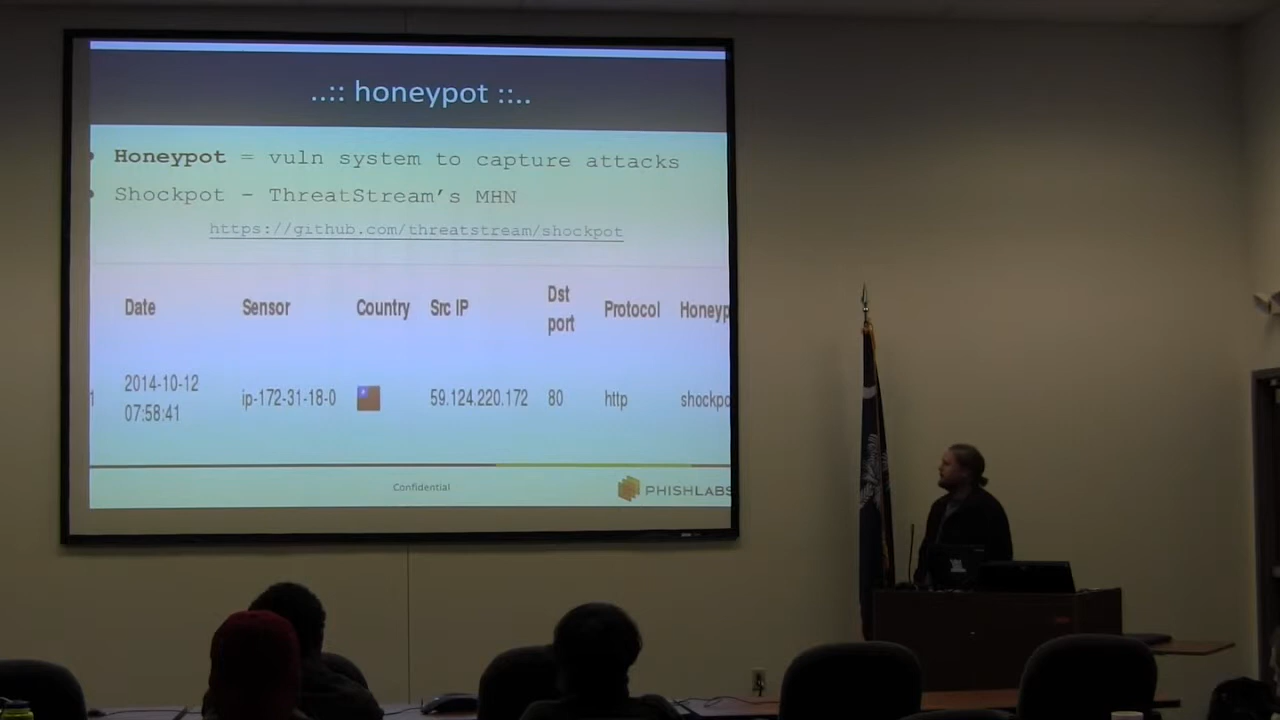 ..:: honeypot ::..
Honeypot = vuln system to capture attacks
Shockpot - ThreatStream's MHN
https://github.com/threatstream/shockpot
Date Sensor Country Src IP Dst port Protocol Honeyp
2014-10-12 07:58:41 ip-172-31-18-0 59.124.220.172 80 http shockpo
Confidential
PHISHLABS